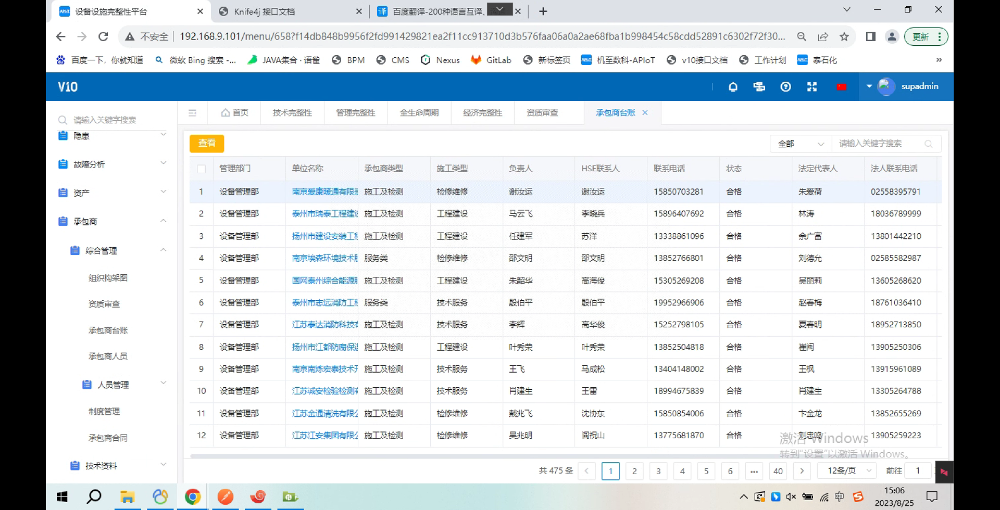 设备设施完整性平台
Knife4j 接口文档
百度翻译-200种语言互译、
不安全
192.168.9.101/menu/658?f14db848b9956f2fd991429821ea2f11cc913710d3b576faa06a0a2ae68fba1b998454c58cdd52891c6302f72f30...
更新
百度一下，你就知道
微软 Bing 搜索 -...
JAVA集合 · 语雀
BPM
CMS
Nexus
GitLab
新标签页
机至数科-APIoT
v10接口文档
工作计划
泰石化
»
V10
supadmin
请输入关键字搜索
首页
技术完整性
管理完整性
全生命周期
经济完整性
资质审查
承包商台账
隐患
故障分析
资产
承包商
综合管理
组织构架图
资质审查
承包商台账
承包商人员
人员管理
制度管理
承包商合同
技术资料
查看
全部
请输入关键字搜索
管理部门 单位名称 承包商类型 施工类型 负责人 HSE联系人 联系电话 状态 法定代表人 法人联系电话
1 设备管理部 南京爱康暖通有限 施工及检测 检修维修 谢汝运 谢汝运 15850703281 合格 朱爱荷 02558395791
2 设备管理部 泰州市瑞泰工程建 施工及检测 工程建设 马云飞 李晓兵 15896407692 合格 林涛 18036789999
3 设备管理部 扬州市建设安装工 施工及检测 工程建设 任建军 苏洋 13338861096 合格 余广富 13801442210
4 设备管理部 南京埃森环境技术 服务类 检修维修 邵文明 邵文明 13852766801 合格 刘德允 02585582987
5 设备管理部 国网泰州综合能源 施工及检测 工程建设 朱韶华 高海俊 15305269208 合格 吴丽莉 13605268620
6 设备管理部 泰州市志远消防工 服务类 技术服务 殷伯平 殷伯平 19952966906 合格 赵春梅 18761036410
7 设备管理部 江苏泰达消防科技 施工及检测 技术服务 李辉 高华俊 15252798105 合格 夏春明 18952713850
8 设备管理部 扬州市江都防腐保 施工及检测 工程建设 叶秀荣 叶秀荣 13852504818 合格 崔闽 13905250306
9 设备管理部 南京南炼宏泰技术 施工及检测 技术服务 王飞 马成松 13404148002 合格 王枫 13915961089
10 设备管理部 江苏诚安检验检测 施工及检测 技术服务 肖建生 王雷 18994675839 合格 肖建生 13305264788
11 设备管理部 江苏金通清洗有限 施工及检测 检修维修 戴兆飞 沈协东 15850854006 合格 卞金龙 13852655269
12 设备管理部 江苏江安集团有限 施工及检测 检修维修 吴兆明 阎祝山 13775681870 合格 刘志鸣 13905259223
激活 Windows
转到"设置"以激活 Windows。
共 475 条 1 2 3 4 5 6 ••• 40 12条/页 前往 1
中
15:06
2023/8/25